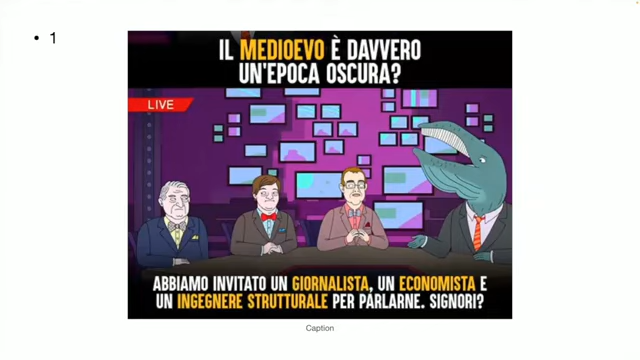 • 1
IL MEDIOEVO È DAVVERO
UN'EPOCA OSCURA?
LIVE
ABBIAMO INVITATO UN GIORNALISTA, UN ECONOMISTA E
UN INGEGNERE STRUTTURALE PER PARLARNE. SIGNORI?
Caption